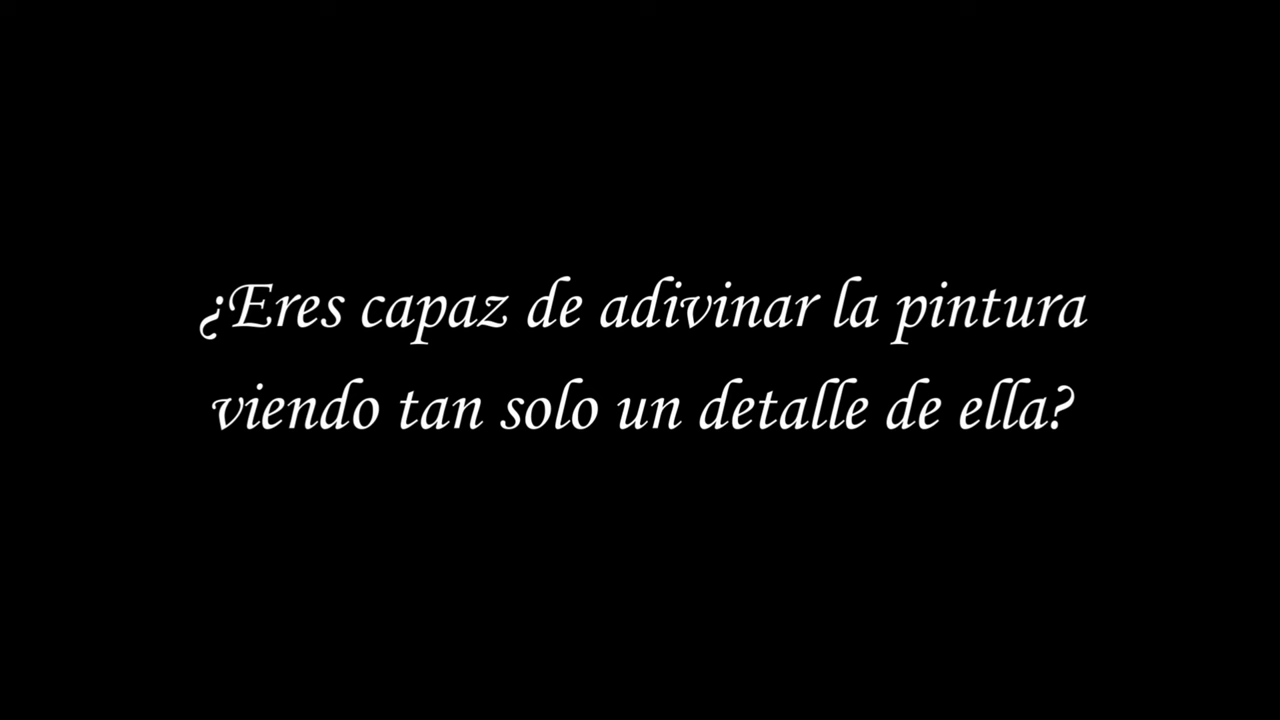 ¿Eres capaz de adivinar la pintura
viendo tan solo un detalle de ella?